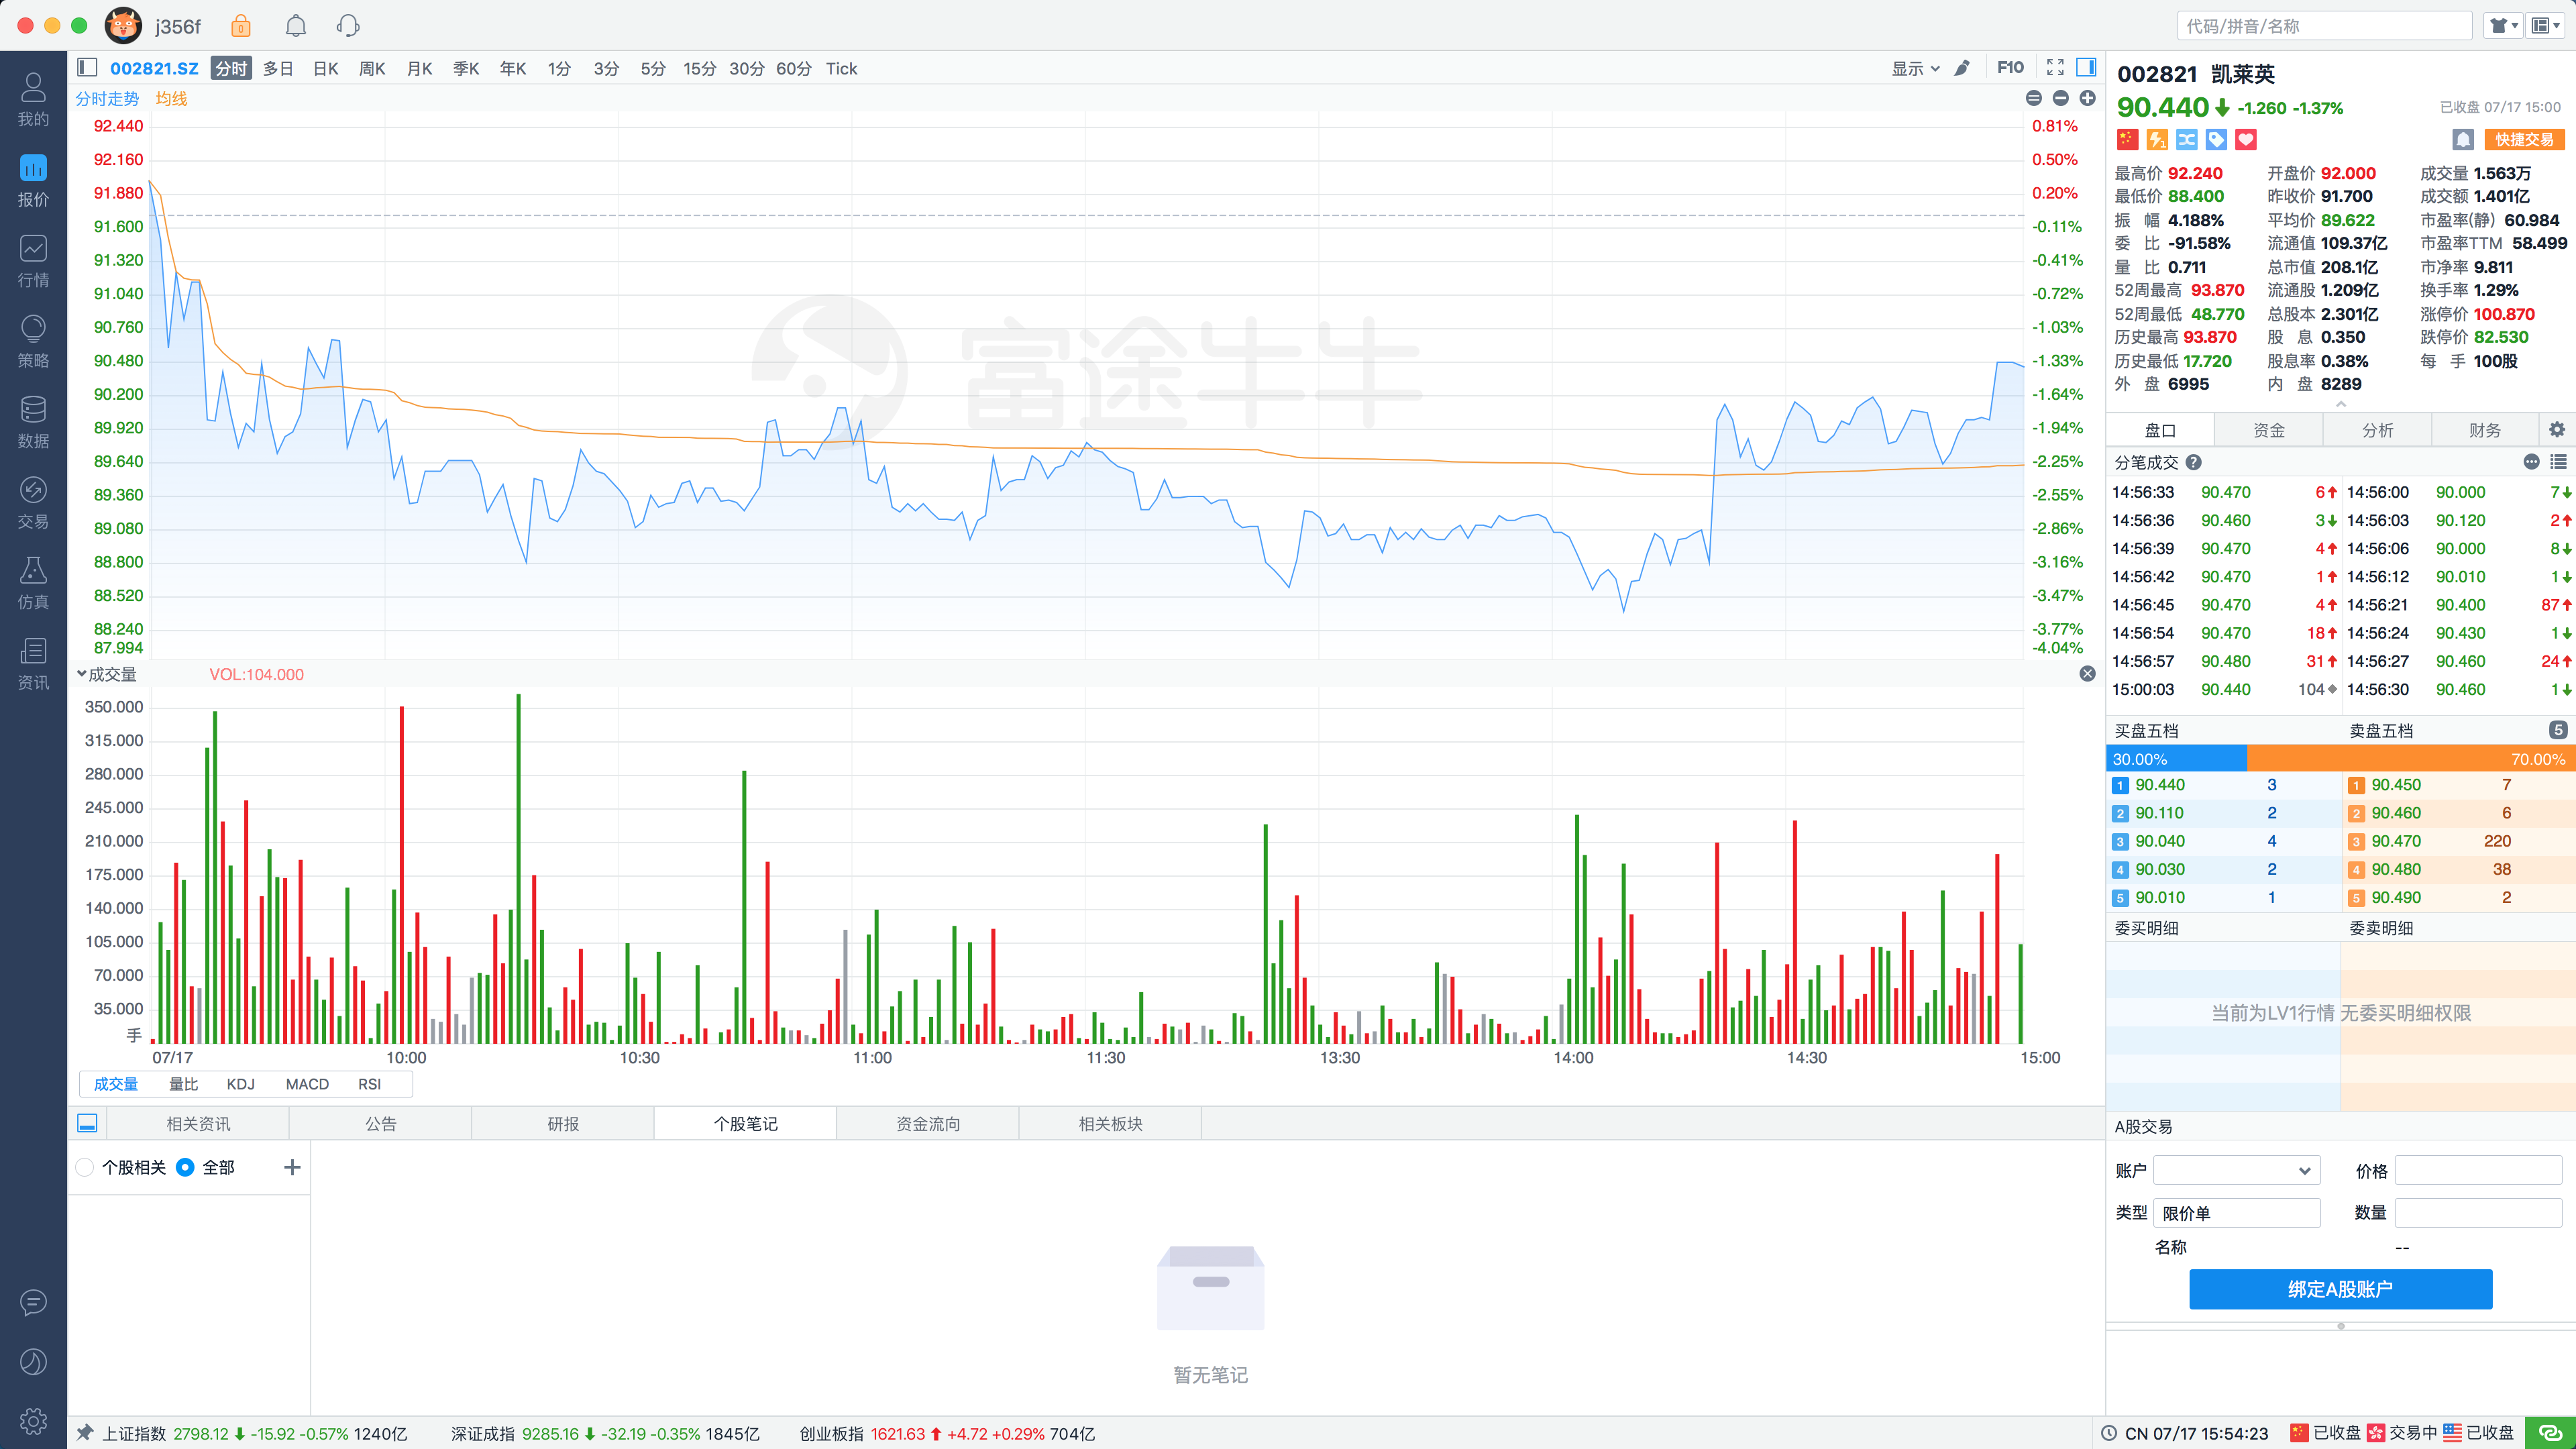 j356f
代码/拼音/名称
我的
报价
行情
策略
数据
交易
仿真
资讯
002821.SZ 分时 多日 日K 周K 月K 季K 年K 1分 3分 5分 15分 30分 60分 Tick 显示 F10
分时走势 均线
92.440 0.81%
92.160 0.50%
91.880 0.20%
91.600 -0.11%
91.320 -0.41%
91.040 -0.72%
90.760 -1.03%
90.480 -1.33%
90.200 -1.64%
89.920 -1.94%
89.640 -2.25%
89.360 -2.55%
89.080 -2.86%
88.800 -3.16%
88.520 -3.47%
88.240 -3.77%
87.994 -4.04%
富途牛牛
成交量 VOL:104.000
350.000
315.000
280.000
245.000
210.000
175.000
140.000
105.000
70.000
35.000
手
07/17 10:00 10:30 11:00 11:30 13:30 14:00 14:30 15:00
成交量 量比 KDJ MACD RSI
相关资讯 公告 研报 个股笔记 资金流向 相关板块
个股相关 全部
暂无笔记
002821 凯莱英
90.440 -1.260 -1.37% 已收盘 07/17 15:00
快捷交易
最高价 92.240 开盘价 92.000 成交量 1.563万
最低价 88.400 昨收价 91.700 成交额 1.401亿
振 幅 4.188% 平均价 89.622 市盈率(静) 60.984
委 比 -91.58% 流通值 109.37亿 市盈率TTM 58.499
量 比 0.711 总市值 208.1亿 市净率 9.811
52周最高 93.870 流通股 1.209亿 换手率 1.29%
52周最低 48.770 总股本 2.301亿 涨停价 100.870
历史最高 93.870 股 息 0.350 跌停价 82.530
历史最低 17.720 股息率 0.38% 每 手 100股
外 盘 6995 内 盘 8289
盘口 资金 分析 财务
分笔成交
14:56:33 90.470 6 14:56:00 90.000 7
14:56:36 90.460 3 14:56:03 90.120 2
14:56:39 90.470 4 14:56:06 90.000 8
14:56:42 90.470 1 14:56:12 90.010 1
14:56:45 90.470 4 14:56:21 90.400 87
14:56:54 90.470 18 14:56:24 90.430 1
14:56:57 90.480 31 14:56:27 90.460 24
15:00:03 90.440 104 14:56:30 90.460 1
买盘五档 卖盘五档 5
30.00% 70.00%
1 90.440 3 1 90.450 7
2 90.110 2 2 90.460 6
3 90.040 4 3 90.470 220
4 90.030 2 4 90.480 38
5 90.010 1 5 90.490 2
委买明细 委卖明细
当前为LV1行情 无委买明细权限
A股交易
账户 价格
类型 限价单 数量
名称 --
绑定A股账户
上证指数 2798.12 -15.92 -0.57% 1240亿 深证成指 9285.16 -32.19 -0.35% 1845亿 创业板指 1621.63 +4.72 +0.29% 704亿 CN 07/17 15:54:23 已收盘 交易中 已收盘